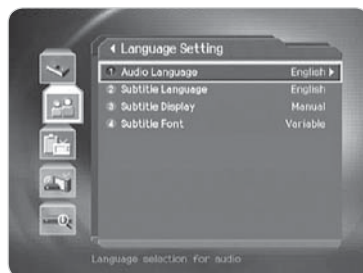 Language Setting
1 Audio Language English
2 Subtitle Language English
3 Subtitle Display Manual
4 Subtitle Font Variable
Language selection for audio